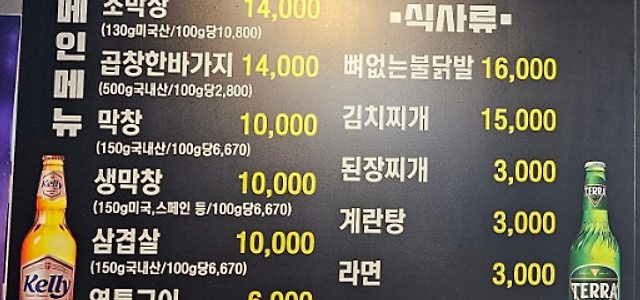 메인메뉴
소막창 14,000
(130g미국산/100g당10,800)
곱창한바가지 14,000
(500g국내산/100g당2,800)
막창 10,000
(150g국내산/100g당6,670)
생막창 10,000
(150g미국,스페인 등/100g당6,670)
삼겹살 10,000
(150g국내산/100g당6,670)
6,000
▪식사류▪
뼈없는불닭발 16,000
김치찌개 15,000
된장찌개 3,000
계란탕 3,000
라면 3,000
Kelly
Kelly
TERRA
TERRA